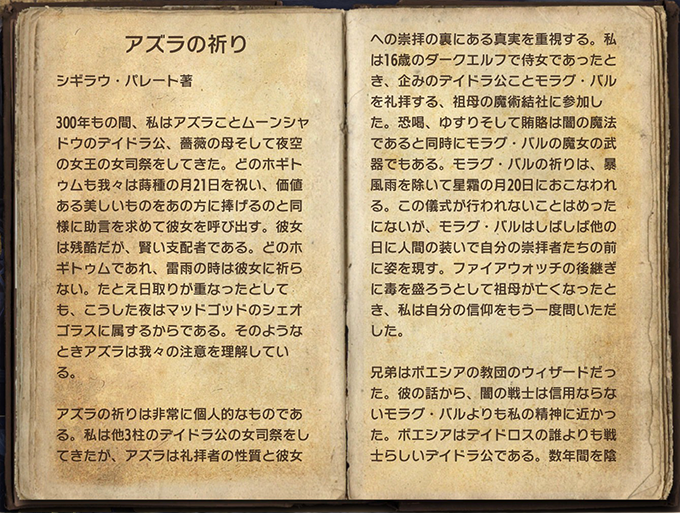 アズラの祈り
シギラウ・パレート著
300年もの間、私はアズラことムーンシャ
ドウのデイドラ公、薔薇の母そして夜空
の女王の女司祭をしてきた。どのホギト
ゥムも我々は蒔種の月21日を祝い、価値
ある美しいものをあの方に捧げるのと同
様に助言を求めて彼女を呼び出す。彼女
は残酷だが、賢い支配者である。どのホ
ギトゥムであれ、雷雨の時は彼女に祈ら
ない。たとえ日取りが重なったとして
も、こうした夜はマッドゴッドのシェオ
ゴラスに属するからである。そのような
ときアズラは我々の注意を理解してい
る。
アズラの祈りは非常に個人的なものであ
る。私は他3柱のデイドラ公の女司祭をし
てきたが、アズラは礼拝者の性質と彼女
への崇拝の裏にある真実を重視する。私
は16歳のダークエルフで侍女であったと
き、企みのデイドラ公ことモラグ・バル
を礼拝する、祖母の魔術結社に参加し
た。恐喝、ゆすりそして賄賂は闇の魔法
であると同時にモラグ・バルの魔女の武
器でもある。モラグ・バルの祈りは、暴
風雨を除いて星霜の月20日におこなわれ
る。この儀式が行われないことはめった
にないが、モラグ・バルはしばしば他の
日に人間の装いで自分の崇拝者たちの前
に姿を現す。ファイアウォッチの後継ぎ
に毒を盛ろうとして祖母が亡くなったと
き、私は自分の信仰をもう一度問いただ
した。
兄弟はボエシアの教団のウィザードだっ
た。彼の話から、闇の戦士は信用ならな
いモラグ・バルよりも私の精神に近かっ
た。ボエシアはデイドロスの誰よりも戦
士らしいデイドラ公である。数年間を陰